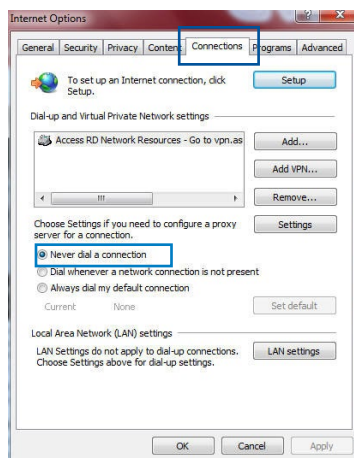 Internet Options
General Security Privacy Content Connections Programs Advanced
To set up an Internet connection, click
Setup.
Setup
Dial-up and Virtual Private Network settings
Access RD Network Resources - Go to vpn.as
Add...
Add VPN...
Remove...
Choose Settings if you need to configure a proxy
server for a connection.
Settings
Never dial a connection
Dial whenever a network connection is not present
Always dial my default connection
Current None
Set default
Local Area Network (LAN) settings
LAN Settings do not apply to dial-up connections.
Choose Settings above for dial-up settings.
LAN settings
OK Cancel Apply